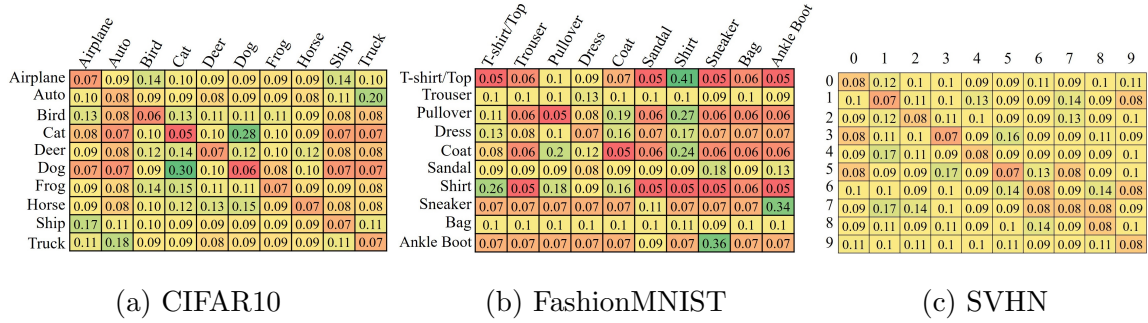 Airplane Auto Bird Cat Deer Dog Frog Horse Ship Truck
Airplane 0.07 0.09 0.14 0.10 0.09 0.09 0.09 0.09 0.14 0.10
Auto 0.10 0.08 0.09 0.09 0.08 0.09 0.09 0.08 0.11 0.20
Bird 0.13 0.08 0.06 0.13 0.11 0.11 0.11 0.09 0.08 0.08
Cat 0.08 0.07 0.10 0.05 0.10 0.28 0.10 0.09 0.07 0.07
Deer 0.09 0.08 0.12 0.14 0.07 0.12 0.10 0.12 0.08 0.08
Dog 0.07 0.07 0.09 0.30 0.10 0.06 0.08 0.10 0.07 0.07
Frog 0.09 0.08 0.14 0.15 0.11 0.11 0.07 0.09 0.09 0.08
Horse 0.09 0.08 0.10 0.12 0.13 0.15 0.09 0.07 0.08 0.08
Ship 0.17 0.11 0.10 0.09 0.09 0.09 0.09 0.09 0.07 0.11
Truck 0.11 0.18 0.09 0.09 0.08 0.09 0.09 0.09 0.11 0.07
(a) CIFAR10
T-shirt/Top Trouser Pullover Dress Coat Sandal Shirt Sneaker Bag Ankle Boot
T-shirt/Top 0.05 0.06 0.1 0.09 0.07 0.05 0.41 0.05 0.06 0.05
Trouser 0.1 0.1 0.1 0.13 0.1 0.1 0.1 0.09 0.1 0.09
Pullover 0.11 0.06 0.05 0.08 0.19 0.06 0.27 0.06 0.06 0.06
Dress 0.13 0.08 0.1 0.07 0.16 0.07 0.17 0.07 0.07 0.07
Coat 0.08 0.06 0.2 0.12 0.05 0.06 0.24 0.06 0.06 0.06
Sandal 0.09 0.09 0.09 0.08 0.09 0.09 0.09 0.18 0.09 0.13
Shirt 0.26 0.05 0.18 0.09 0.16 0.05 0.05 0.05 0.06 0.05
Sneaker 0.07 0.07 0.07 0.07 0.07 0.11 0.07 0.07 0.07 0.34
Bag 0.1 0.1 0.1 0.1 0.1 0.1 0.11 0.09 0.1 0.1
Ankle Boot 0.07 0.07 0.07 0.07 0.07 0.09 0.07 0.36 0.07 0.07
(b) FashionMNIST
0 1 2 3 4 5 6 7 8 9
0 0.08 0.12 0.1 0.1 0.09 0.09 0.11 0.09 0.1 0.11
1 0.1 0.07 0.11 0.1 0.13 0.09 0.09 0.14 0.09 0.08
2 0.09 0.12 0.08 0.11 0.1 0.09 0.09 0.13 0.09 0.1
3 0.08 0.11 0.1 0.07 0.09 0.16 0.09 0.09 0.11 0.09
4 0.09 0.17 0.11 0.09 0.08 0.09 0.09 0.09 0.09 0.1
5 0.08 0.09 0.09 0.17 0.09 0.07 0.13 0.08 0.09 0.1
6 0.1 0.1 0.09 0.1 0.09 0.14 0.08 0.09 0.14 0.08
7 0.09 0.17 0.14 0.1 0.09 0.09 0.08 0.08 0.08 0.09
8 0.1 0.1 0.09 0.11 0.09 0.1 0.14 0.09 0.08 0.1
9 0.11 0.1 0.11 0.11 0.09 0.1 0.09 0.09 0.11 0.08
(c) SVHN